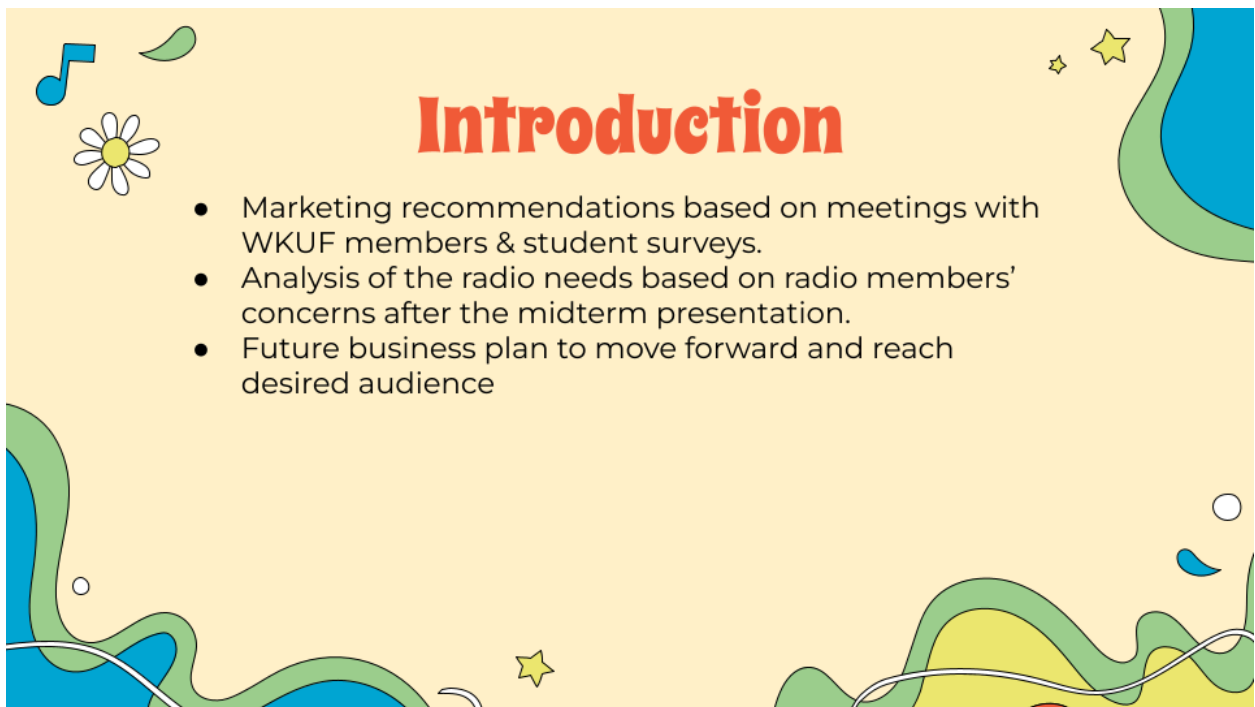 Introduction
● Marketing recommendations based on meetings with
WKUF members & student surveys.
● Analysis of the radio needs based on radio members’
concerns after the midterm presentation.
● Future business plan to move forward and reach
desired audience